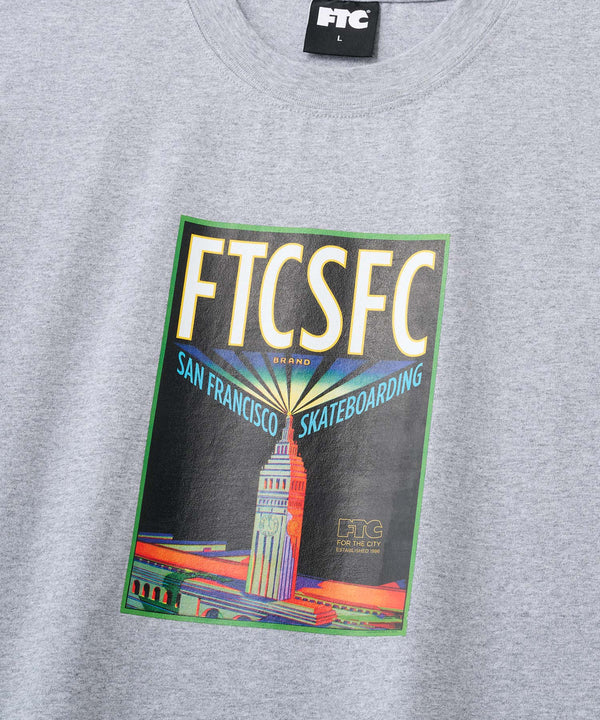 FTC®
L
FTCSFC
BRAND
SAN FRANCISCO SKATEBOARDING
FTC
FOR THE CITY
ESTABLISHED 1986